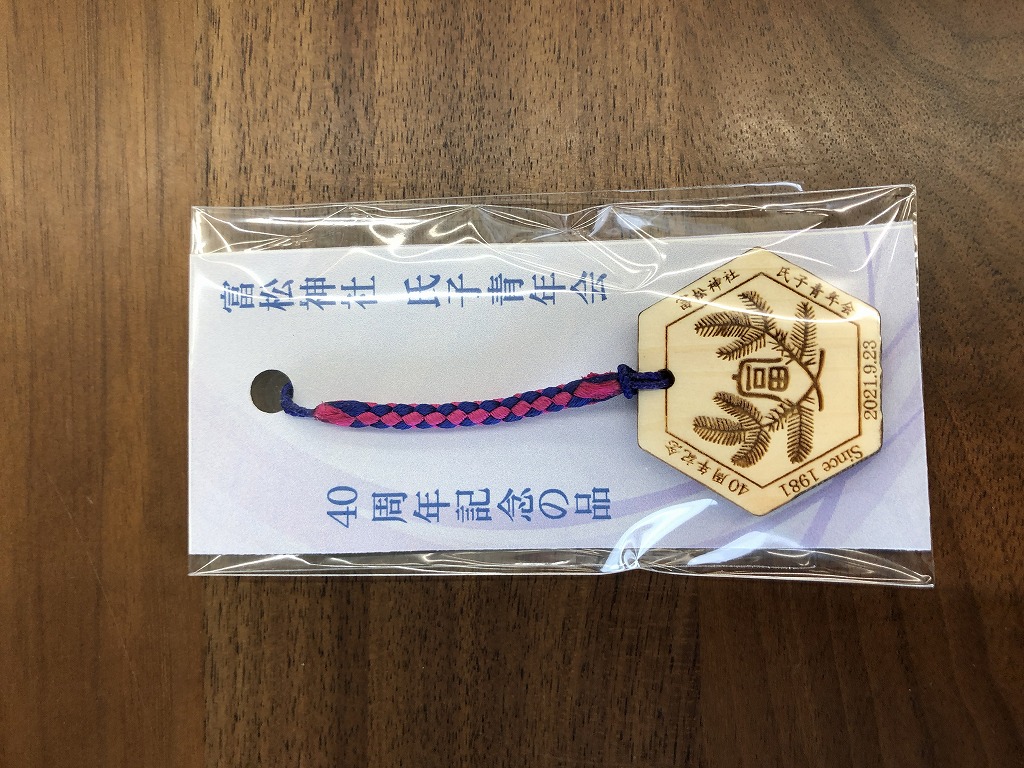 富松神社 氏子青年会
40周年記念の品
富松神社
氏子青年会
富
2021.9.23
Since 1981
40周年記念